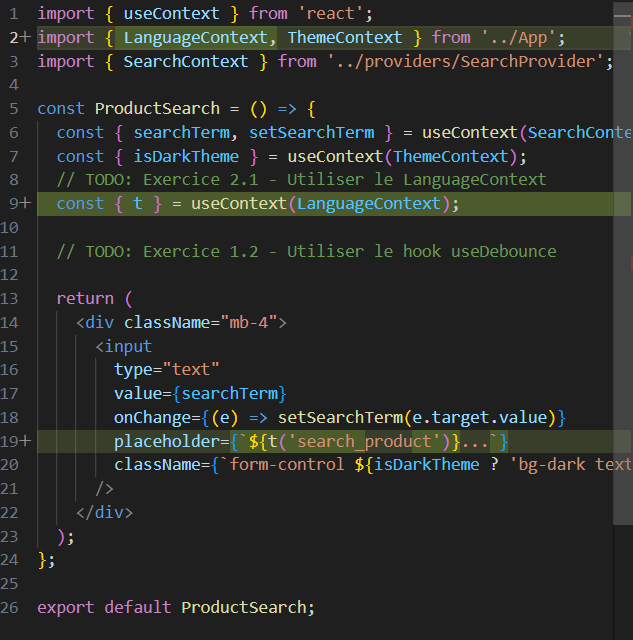 1 import { useContext } from 'react';
2+ import { LanguageContext, ThemeContext } from '../App';
3 import { SearchContext } from '../providers/SearchProvider';
4
5 const ProductSearch = () => {
6 const { searchTerm, setSearchTerm } = useContext(SearchConte
7 const { isDarkTheme } = useContext(ThemeContext);
8 // TODO: Exercice 2.1 - Utiliser le LanguageContext
9+ const { t } = useContext(LanguageContext);
10
11 // TODO: Exercice 1.2 - Utiliser le hook useDebounce
12
13 return (
14 <div className="mb-4">
15 <input
16 type="text"
17 value={searchTerm}
18 onChange={(e) => setSearchTerm(e.target.value)}
19+ placeholder={`${t('search_product')}...`}
20 className={`form-control ${isDarkTheme ? 'bg-dark text
21 />
22 </div>
23 );
24 };
25
26 export default ProductSearch;